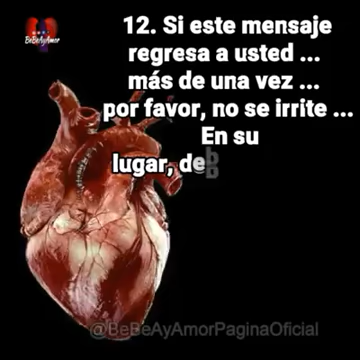 BeBeAyAmor
12. Si este mensaje
regresa a usted ...
más de una vez ...
por favor, no se irrite ...
En su
lugar, de
@BeBeAyAmorPaginaOficial